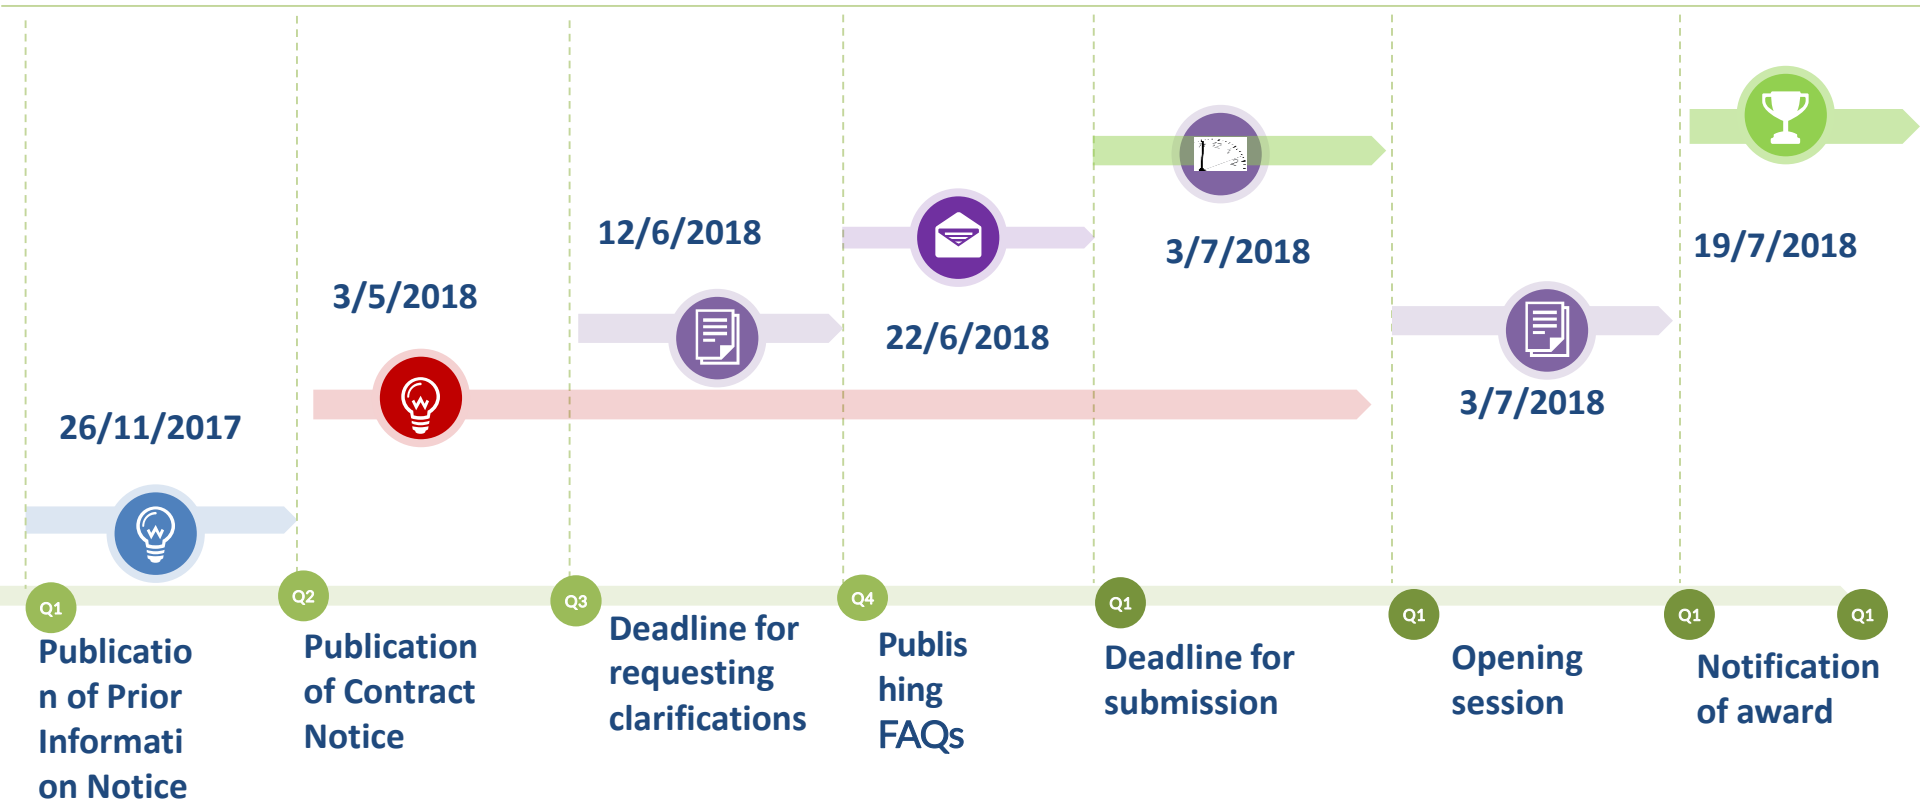 26/11/2017
3/5/2018
12/6/2018
22/6/2018
3/7/2018
3/7/2018
19/7/2018
Q1
Q2
Q3
Q4
Q1
Q1
Q1
Q1
Publicatio
n of Prior
Informati
on Notice
Publication
of Contract
Notice
Deadline for
requesting
clarifications
Publis
hing
FAQs
Deadline for
submission
Opening
session
Notification
of award